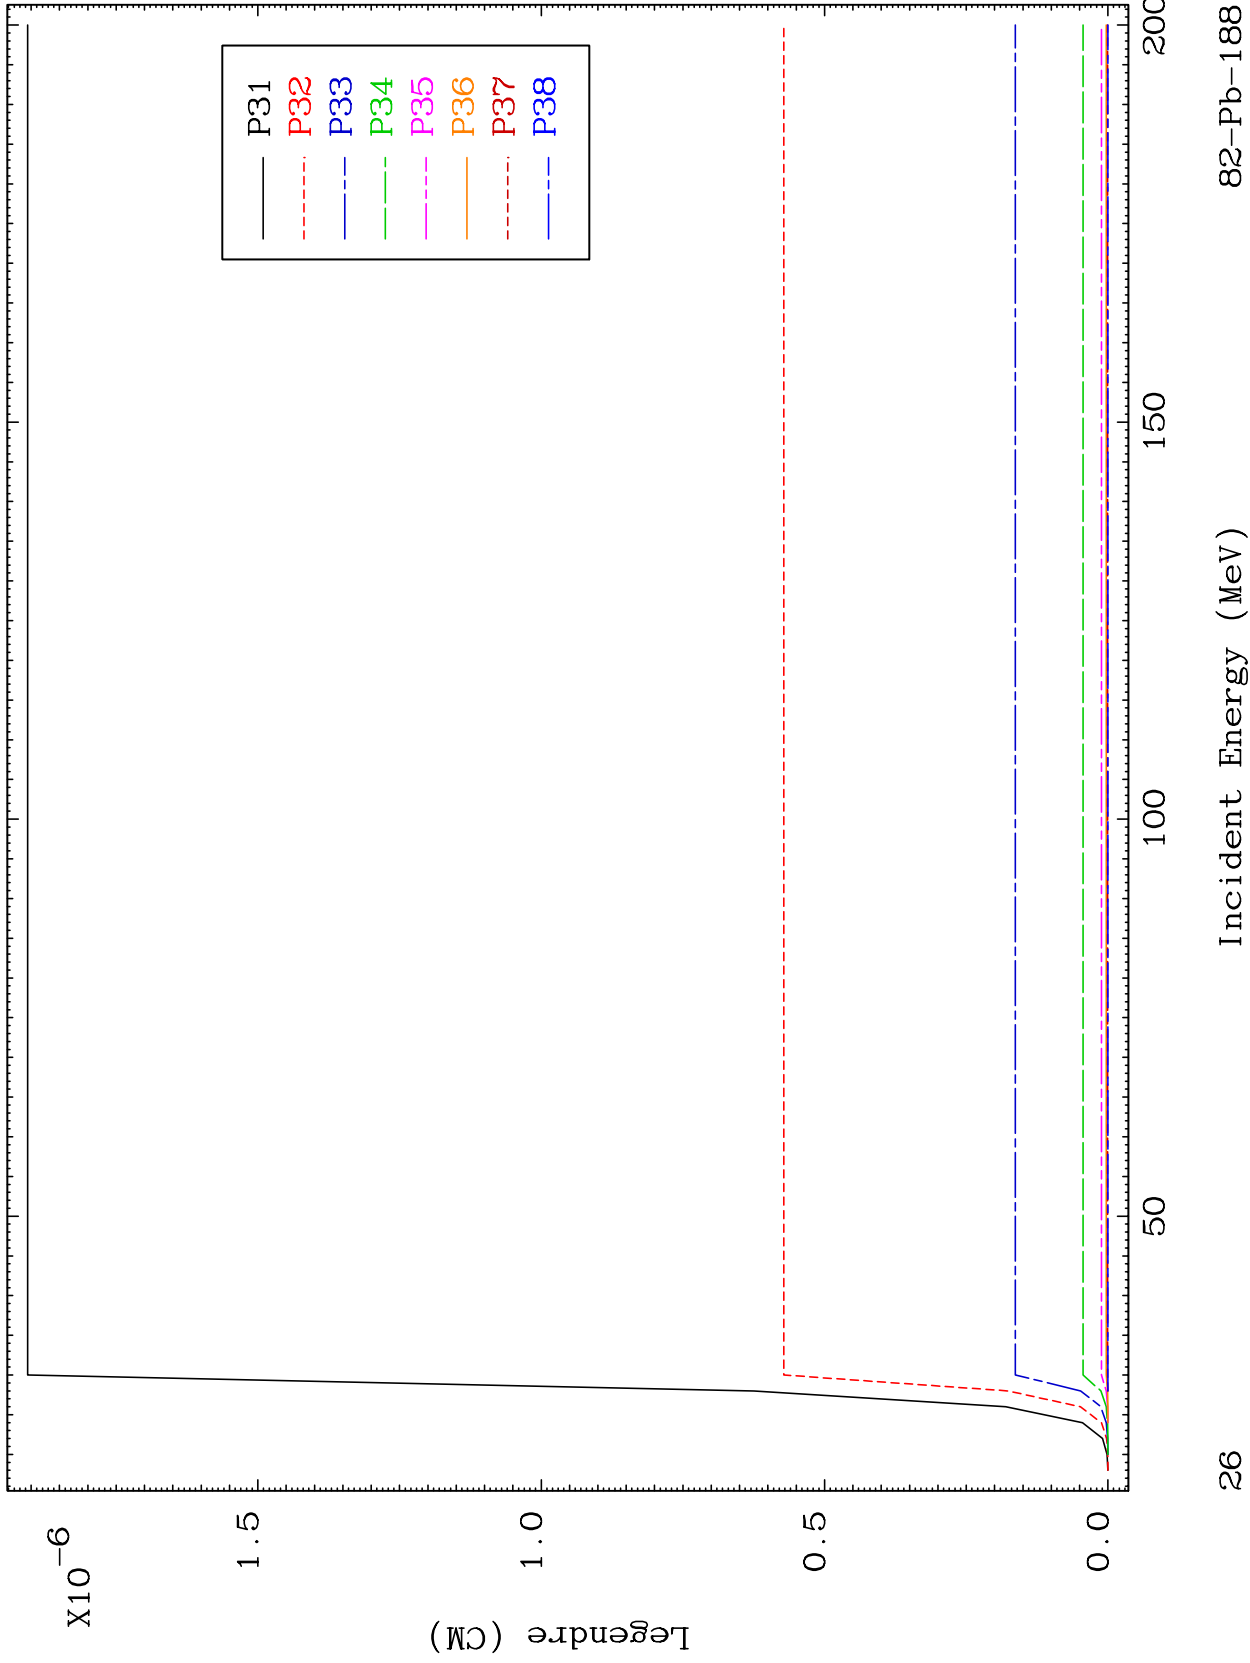 X10-6
1.5
1.0
0.5
0.0
Legendre (CM)
P31
P32
P33
P34
P35
P36
P37
P38
50
100
150
200
Incident Energy (MeV)
26
82-Pb-188